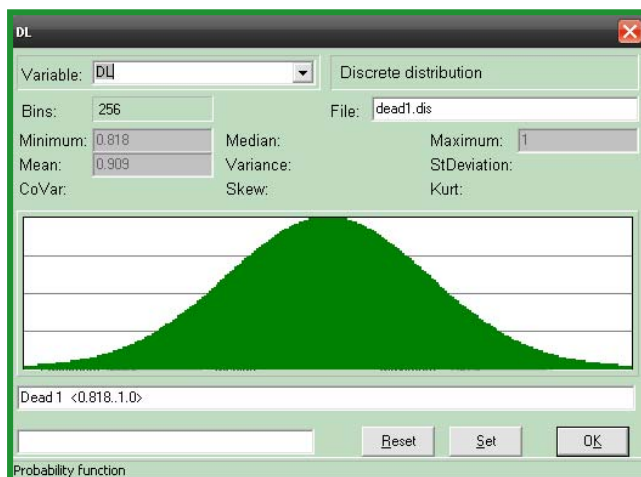 DL
Variable: DL Discrete distribution
Bins: 256 File: dead1.dis
Minimum: 0.818 Median: Maximum: 1
Mean: 0.909 Variance: StDeviation:
CoVar: Skew: Kurt:
Dead 1 <0.818..1.0>
Reset Set OK
Probability function